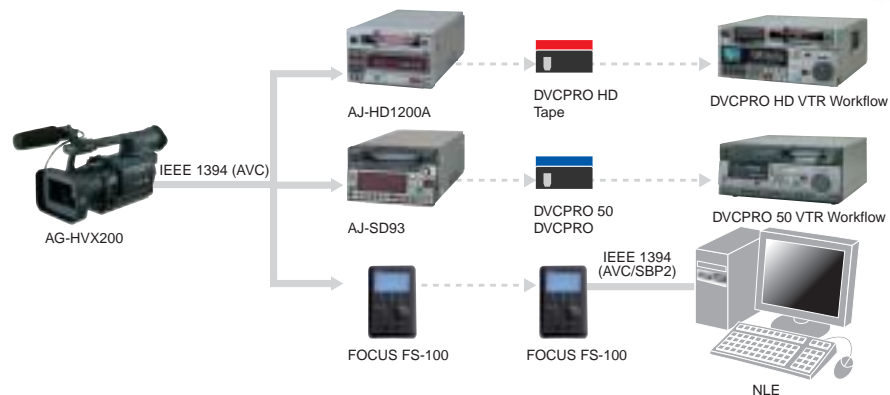 AG-HVX200
IEEE 1394 (AVC)
AJ-HD1200A
DVCPRO HD
Tape
DVCPRO HD VTR Workflow
AJ-SD93
DVCPRO 50
DVCPRO
DVCPRO 50 VTR Workflow
FOCUS FS-100
FOCUS FS-100
IEEE 1394
(AVC/SBP2)
NLE